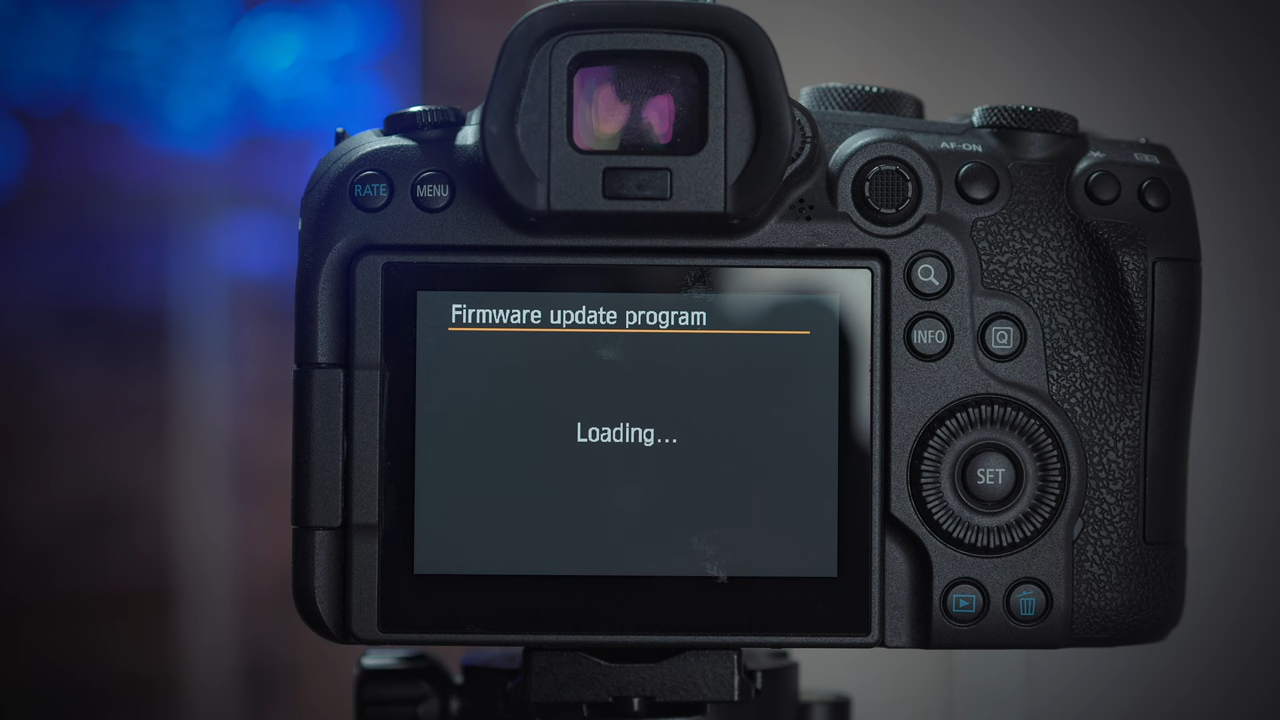 AF-ON
RATE
MENU
Firmware update program
INFO
Q
Loading...
SET